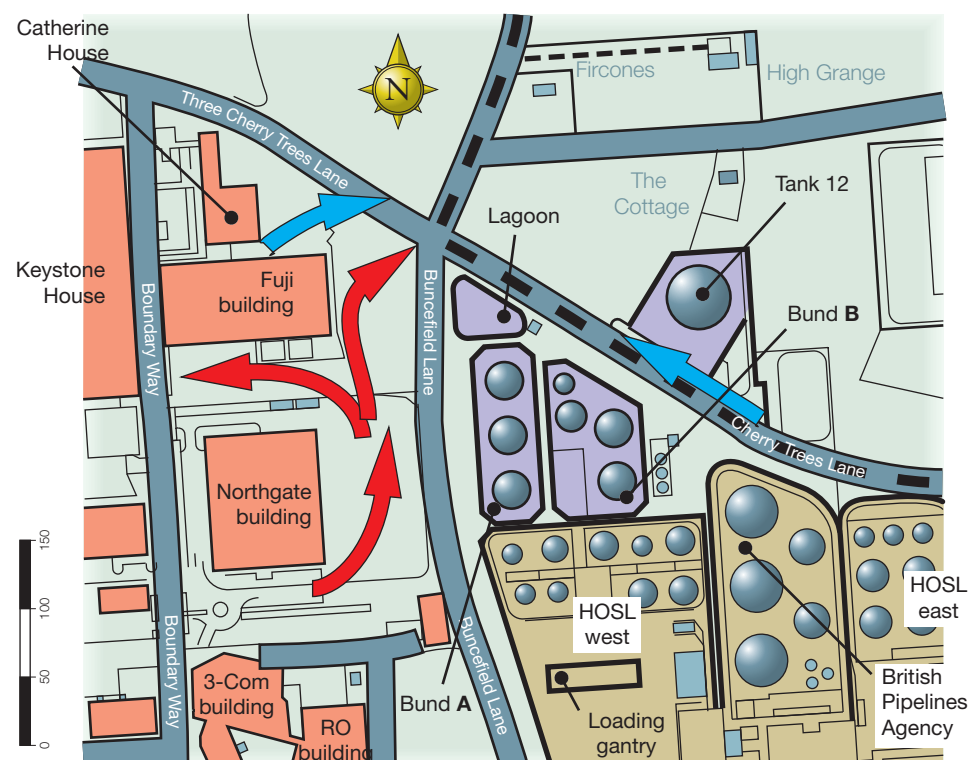 Catherine
House
Three Cherry Trees Lane
N
Fircones
High Grange
The
Cottage
Tank 12
Lagoon
Keystone
House
Fuji
building
Bund B
Boundary Way
Buncefield Lane
Cherry Trees Lane
Northgate
building
150
100
50
0
HOSL
west
HOSL
east
Boundary Way
Buncefield Lane
3-Com
building
Bund A
RO
building
Loading
gantry
British
Pipelines
Agency